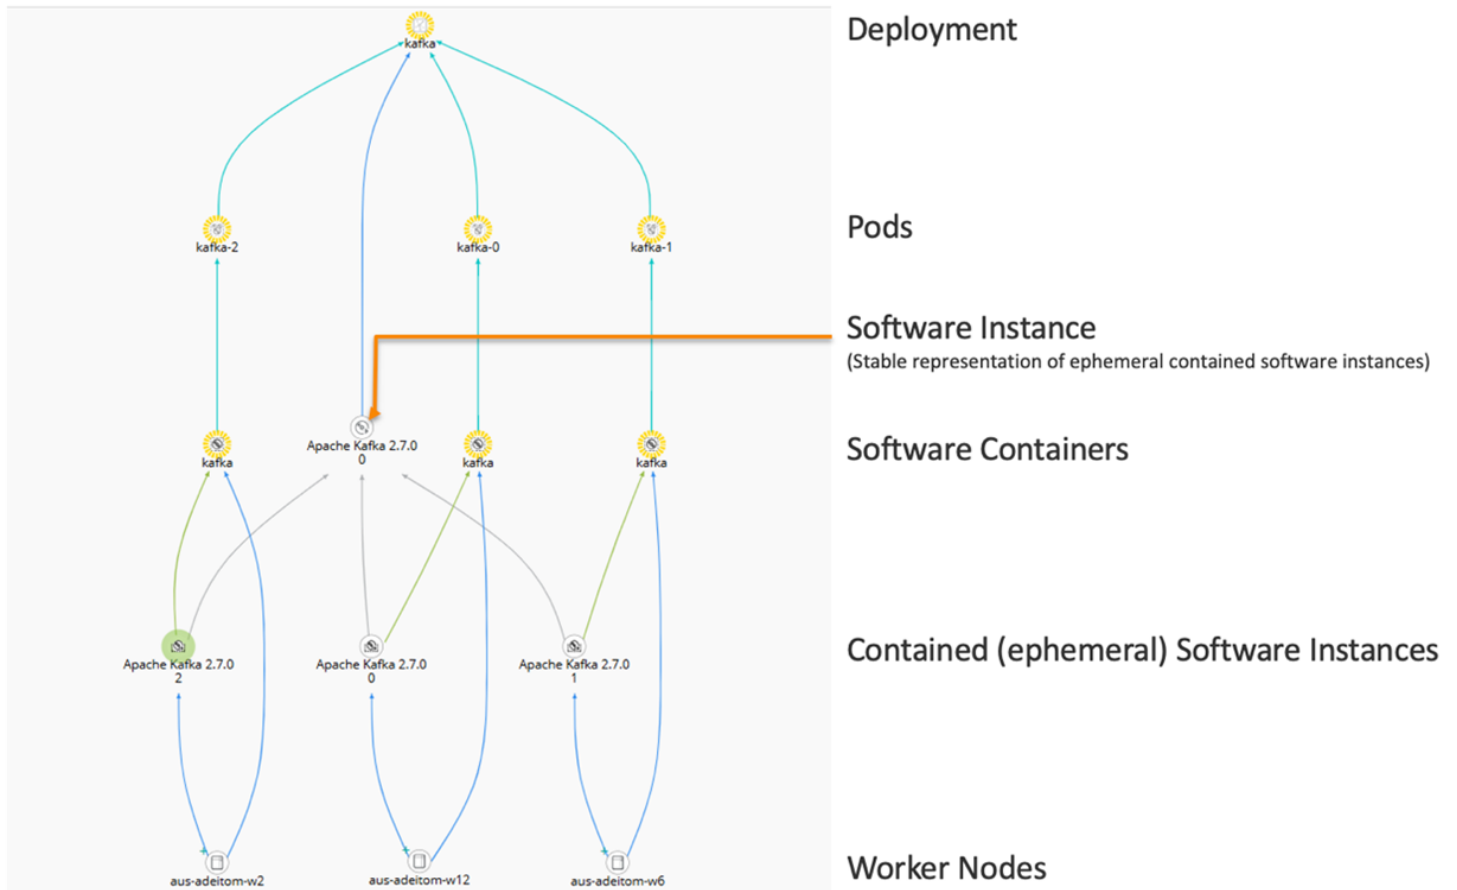 Deployment
kafka
Pods
kafka-2
kafka-0
kafka-1
Software Instance
(Stable representation of ephemeral contained software instances)
Software Containers
kafka
Apache Kafka 2.7.0
0
kafka
kafka
Contained (ephemeral) Software Instances
Apache Kafka 2.7.0
2
Apache Kafka 2.7.0
0
Apache Kafka 2.7.0
1
Worker Nodes
aus-adeitom-w2
aus-adeitom-w12
aus-adeitom-w6